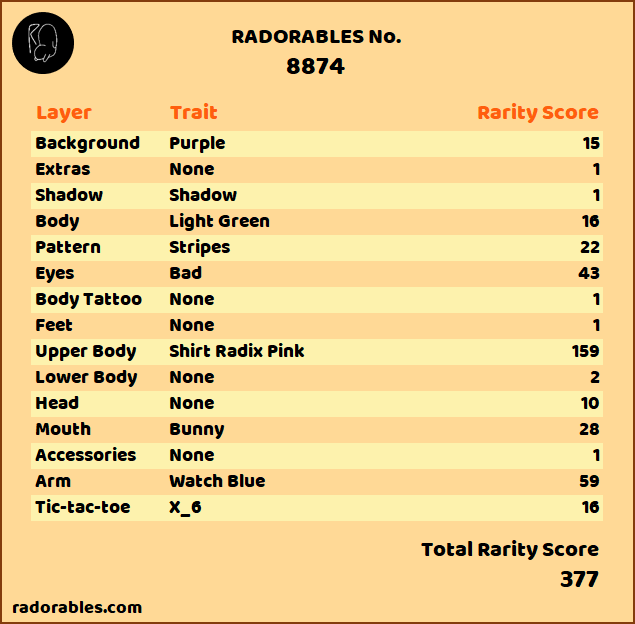 RADORABLES No.
8874
Layer Trait Rarity Score
Background Purple 15
Extras None 1
Shadow Shadow 1
Body Light Green 16
Pattern Stripes 22
Eyes Bad 43
Body Tattoo None 1
Feet None 1
Upper Body Shirt Radix Pink 159
Lower Body None 2
Head None 10
Mouth Bunny 28
Accessories None 1
Arm Watch Blue 59
Tic-tac-toe X_6 16
Total Rarity Score
377
radorables.com